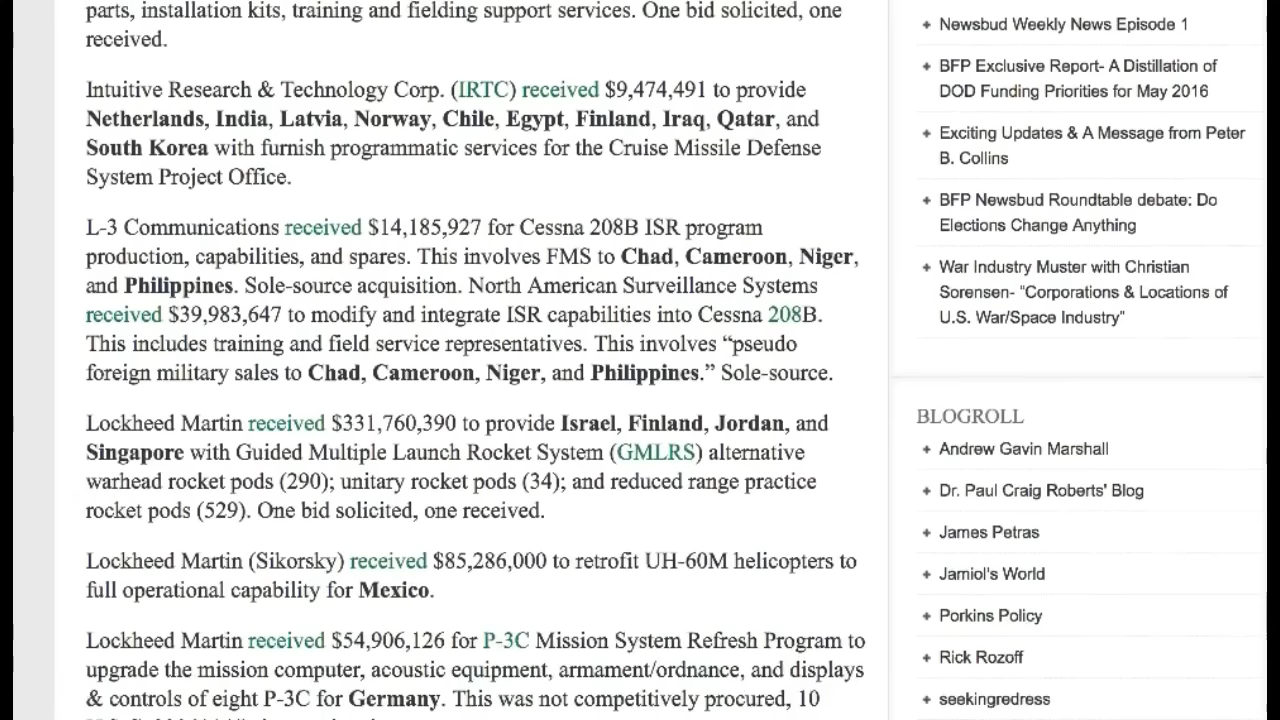 parts, installation kits, training and fielding support services. One bid solicited, one
received.
Intuitive Research & Technology Corp. (IRTC) received $9,474,491 to provide
Netherlands, India, Latvia, Norway, Chile, Egypt, Finland, Iraq, Qatar, and
South Korea with furnish programmatic services for the Cruise Missile Defense
System Project Office.
L-3 Communications received $14,185,927 for Cessna 208B ISR program
production, capabilities, and spares. This involves FMS to Chad, Cameroon, Niger,
and Philippines. Sole-source acquisition. North American Surveillance Systems
received $39,983,647 to modify and integrate ISR capabilities into Cessna 208B.
This includes training and field service representatives. This involves “pseudo
foreign military sales to Chad, Cameroon, Niger, and Philippines.” Sole-source.
Lockheed Martin received $331,760,390 to provide Israel, Finland, Jordan, and
Singapore with Guided Multiple Launch Rocket System (GMLRS) alternative
warhead rocket pods (290); unitary rocket pods (34); and reduced range practice
rocket pods (529). One bid solicited, one received.
Lockheed Martin (Sikorsky) received $85,286,000 to retrofit UH-60M helicopters to
full operational capability for Mexico.
Lockheed Martin received $54,906,126 for P-3C Mission System Refresh Program to
upgrade the mission computer, acoustic equipment, armament/ordnance, and displays
& controls of eight P-3C for Germany. This was not competitively procured, 10
+ Newsbud Weekly News Episode 1
+ BFP Exclusive Report- A Distillation of
DOD Funding Priorities for May 2016
+ Exciting Updates & A Message from Peter
B. Collins
+ BFP Newsbud Roundtable debate: Do
Elections Change Anything
+ War Industry Muster with Christian
Sorensen- “Corporations & Locations of
U.S. War/Space Industry”
BLOGROLL
+ Andrew Gavin Marshall
+ Dr. Paul Craig Roberts' Blog
+ James Petras
+ Jamiol's World
+ Porkins Policy
+ Rick Rozoff
+ seekingredress